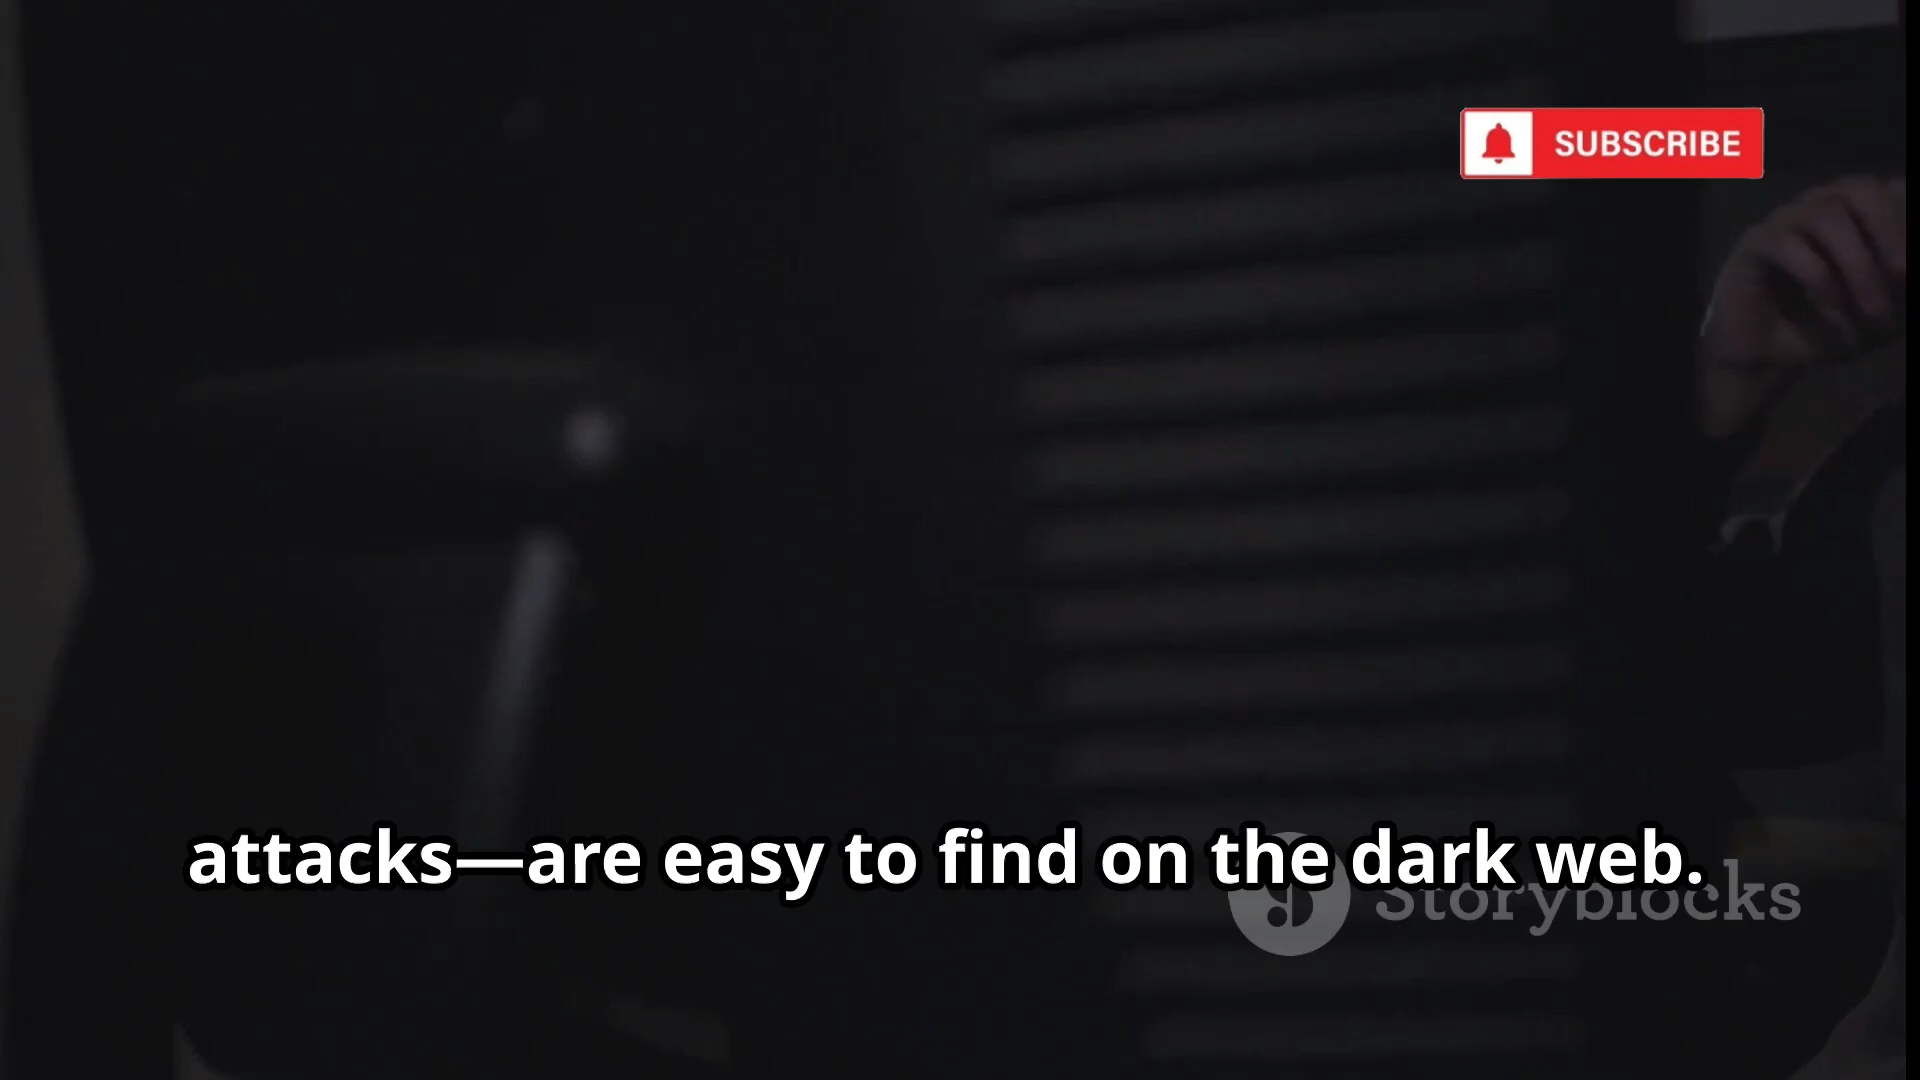 SUBSCRIBE
attacks—are easy to find on the dark web.
Storyblocks